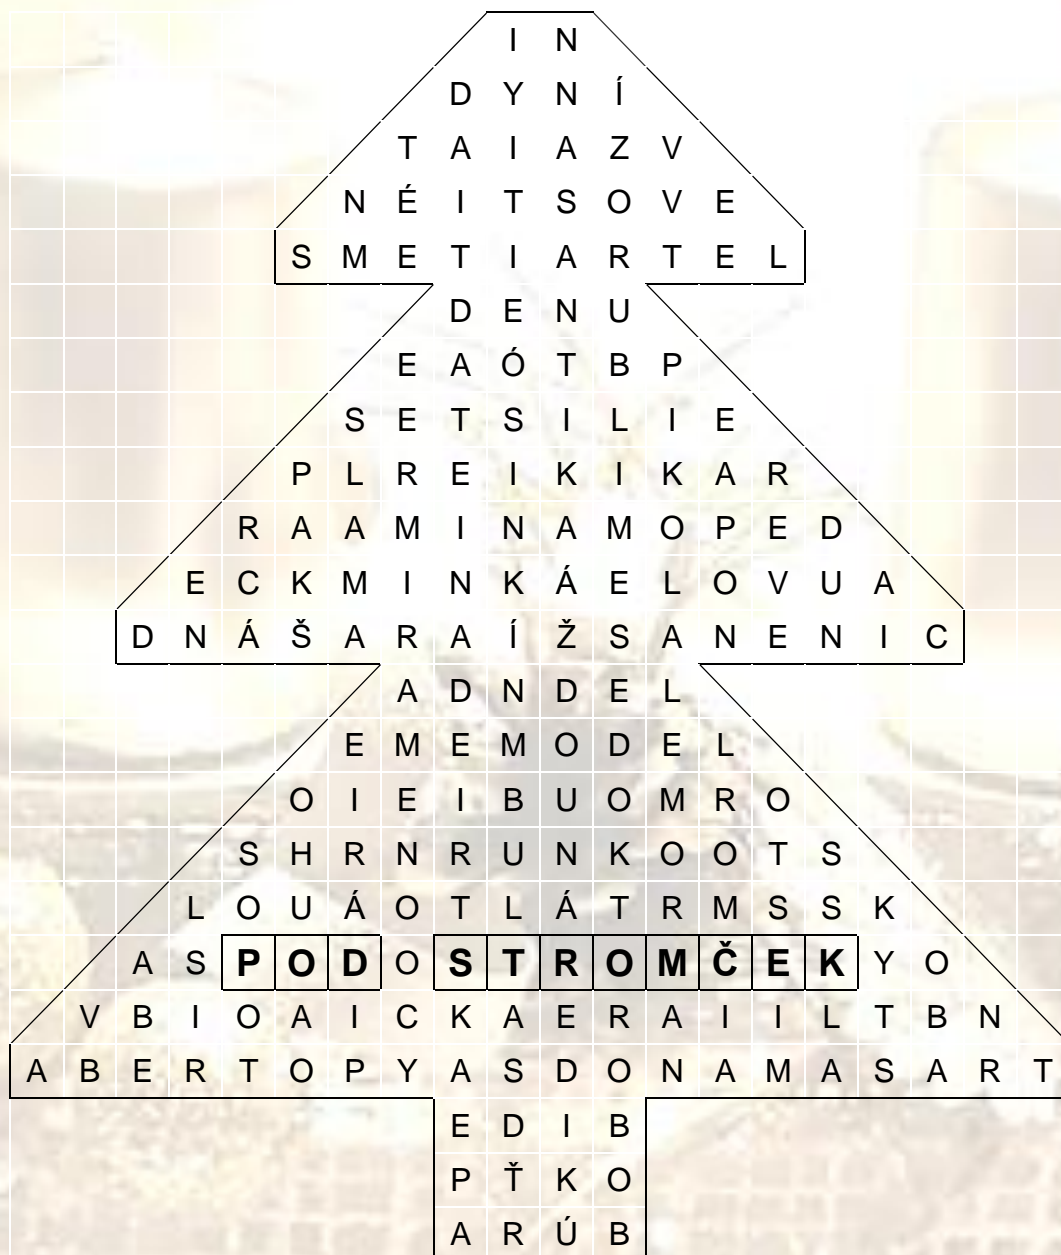 I N
D Y N Í
T A I A Z V
N É I T S O V E
S M E T I A R T E L
D E N U
E A Ó T B P
S E T S I L I E
P L R E I K I K A R
R A A M I N A M O P E D
E C K M I N K Á E L O V U A
D N Á Š A R A Í Ž S A N E N I C
A D N D E L
E M E M O D E L
O I E I B U O M R O
S H R N R U N K O O T S
L O U Á O T L Á T R M S S K
A S P O D O S T R O M Č E K Y O
V B I O A I C K A E R A I I L T B N
A B E R T O P Y A S D O N A M A S A R T
E D I B
P Ť K O
A R Ú B